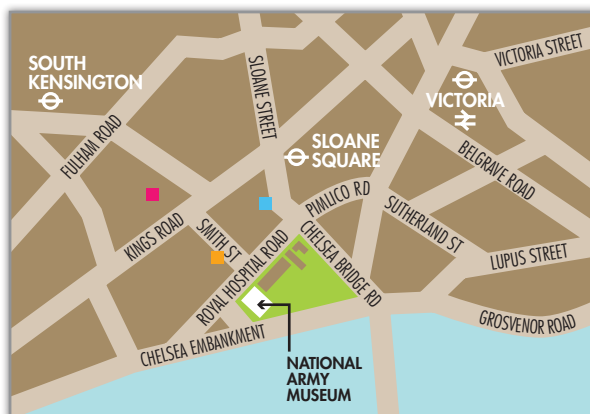 SOUTH
KENSINGTON
SLOANE STREET
VICTORIA STREET
VICTORIA
FULHAM ROAD
SLOANE
SQUARE
BELGRAVE ROAD
PIMLICO RD
SUTHERLAND ST
KINGS ROAD
SMITH ST
ROYAL HOSPITAL ROAD
CHELSEA BRIDGE RD
LUPUS STREET
GROSVENOR ROAD
CHELSEA EMBANKMENT
NATIONAL
ARMY
MUSEUM